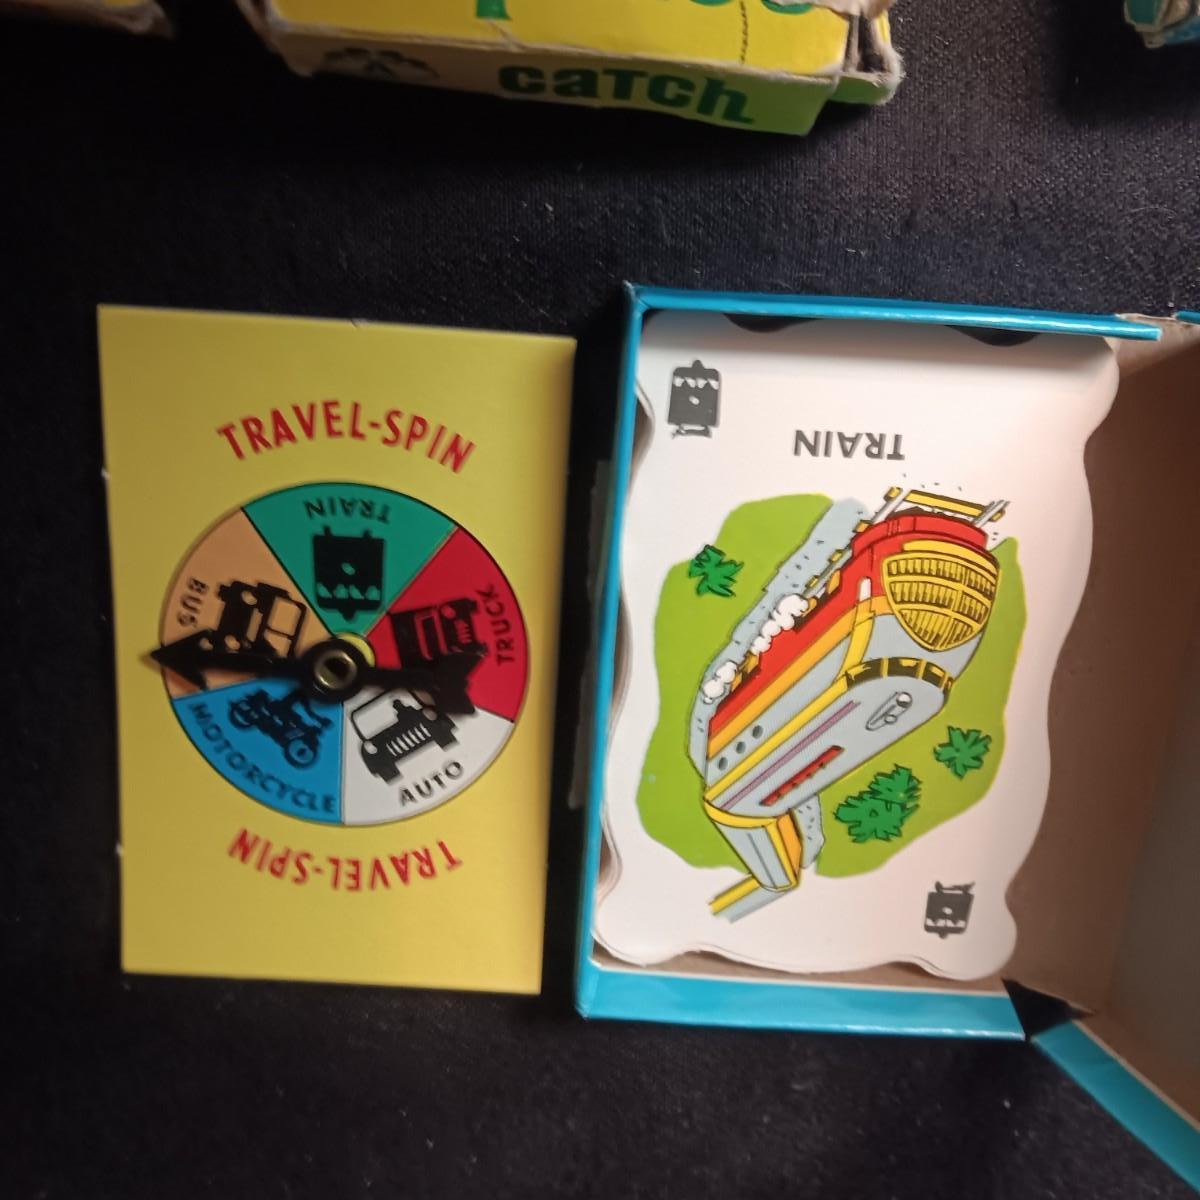 catch
TRAVEL-SPIN
TRAIN
TRUCK
BUS
MOTORCYCLE
AUTO
TRAVEL-SPIN
TRAIN